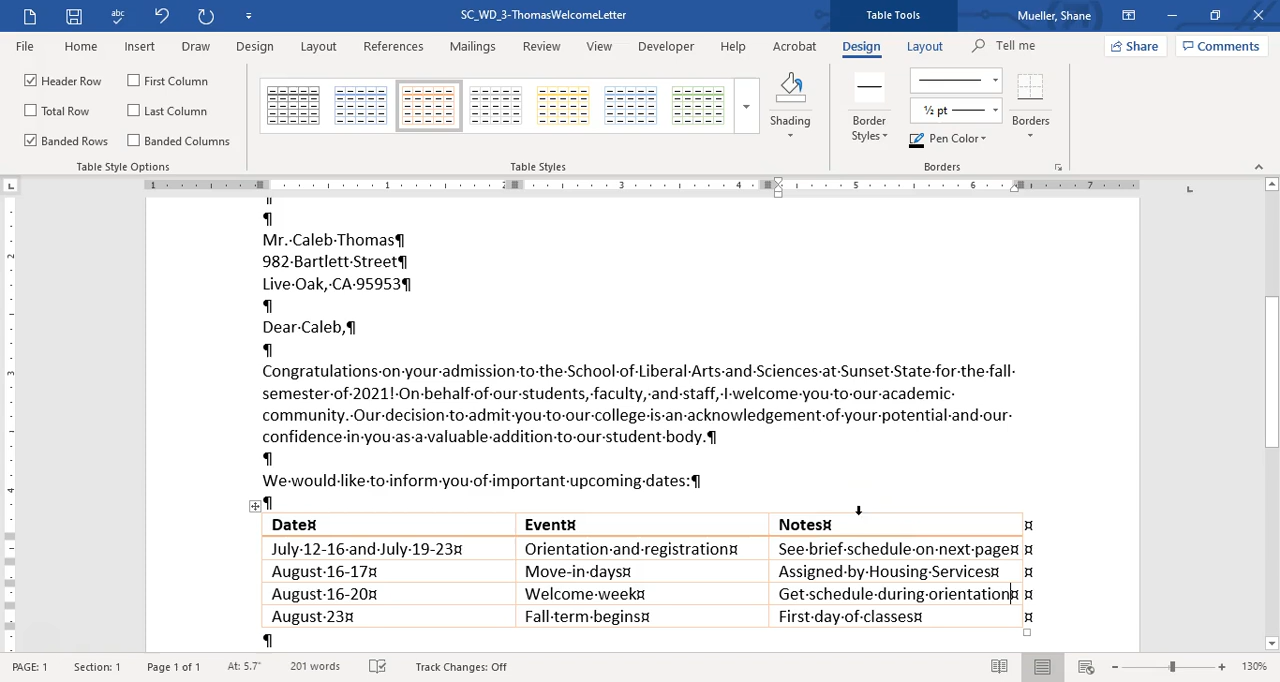 SC_WD_3-ThomasWelcomeLetter
Table Tools
Mueller, Shane
File Home Insert Draw Design Layout References Mailings Review View Developer Help Acrobat Design Layout Tell me Share Comments
Header Row First Column
Total Row Last Column
Banded Rows Banded Columns
Table Style Options
Table Styles
Shading
Border
Styles
½ pt
Pen Color
Borders
Borders
1 1 2 3 4 5 6 7
Mr.·Caleb·Thomas¶
982·Bartlett·Street¶
Live·Oak,·CA·95953¶
¶
Dear·Caleb,¶
¶
Congratulations·on·your·admission·to·the·School·of·Liberal·Arts·and·Sciences·at·Sunset·State·for·the·fall·
semester·of·2021!·On·behalf·of·our·students,·faculty,·and·staff,·I·welcome·you·to·our·academic·
community.·Our·decision·to·admit·you·to·our·college·is·an·acknowledgement·of·your·potential·and·our·
confidence·in·you·as·a·valuable·addition·to·our·student·body.¶
¶
We·would·like·to·inform·you·of·important·upcoming·dates:¶
¶
Date¤ Event¤ Notes¤ ¤
July·12-16·and·July·19-23¤ Orientation·and·registration¤ See·brief·schedule·on·next·page¤ ¤
August·16-17¤ Move-in·days¤ Assigned·by·Housing·Services¤ ¤
August·16-20¤ Welcome·week¤ Get·schedule·during·orientation¤ ¤
August·23¤ Fall·term·begins¤ First·day·of·classes¤ ¤
¶
PAGE: 1 Section: 1 Page 1 of 1 At: 5.7" 201 words Track Changes: Off 130%